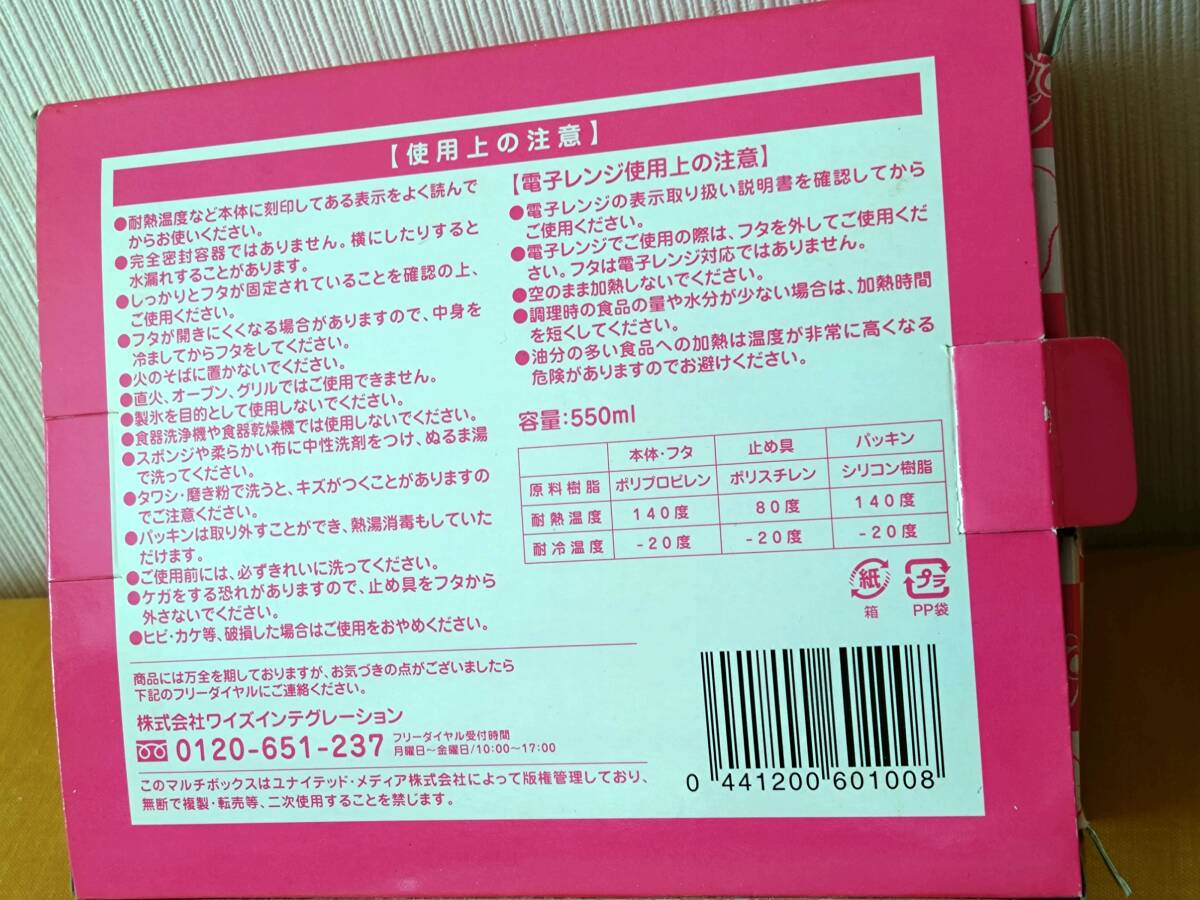 【使用上の注意】
●耐熱温度など本体に刻印してある表示をよく読んで
からお使いください。
●完全密封容器ではありません。横にしたりすると
水漏れすることがあります。
●しっかりとフタが固定されていることを確認の上、
ご使用ください。
●フタが開きにくくなる場合がありますので、中身を
冷ましてからフタをしてください。
●火のそばに置かないでください。
●直火、オーブン、グリルではご使用できません。
●製氷を目的として使用しないでください。
●食器洗浄機や食器乾燥機では使用しないでください。
●スポンジや柔らかい布に中性洗剤をつけ、ぬるま湯
で洗ってください。
●タワシ・磨き粉で洗うと、キズがつくことがありますの
でご注意ください。
●パッキンは取り外すことができ、熱湯消毒もしていた
だけます。
●ご使用前には、必ずきれいに洗ってください。
●ケガをする恐れがありますので、止め具をフタから
外さないでください。
●ヒビ・カケ等、破損した場合はご使用をおやめください。
【電子レンジ使用上の注意】
●電子レンジの表示取り扱い説明書を確認してから
ご使用ください。
●電子レンジでご使用の際は、フタを外してご使用くだ
さい。フタは電子レンジ対応ではありません。
●空のまま加熱しないでください。
●調理時の食品の量や水分が少ない場合は、加熱時間
を短くしてください。
●油分の多い食品への加熱は温度が非常に高くなる
危険がありますのでお避けください。
容量:550ml
本体・フタ 止め具 パッキン
原料樹脂 ポリプロピレン ポリスチレン シリコン樹脂
耐熱温度 140度 80度 140度
耐冷温度 -20度 -20度 -20度
紙 プラ
箱 PP袋
商品には万全を期しておりますが、お気づきの点がございましたら
下記のフリーダイヤルにご連絡ください。
株式会社ワイズインテグレーション
0120-651-237 フリーダイヤル受付時間
月曜日〜金曜日/10:00〜17:00
このマルチボックスはユナイテッド・メディア株式会社によって版権管理しており、
無断で複製・転売等、二次使用することを禁じます。
0 441200 601008